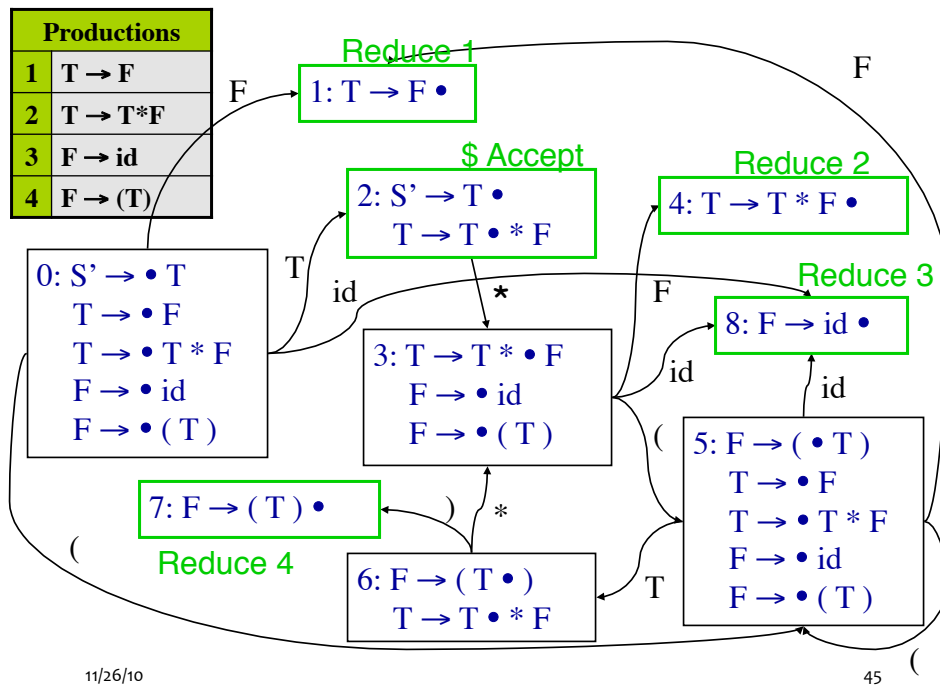 Productions
1 T → F
2 T → T*F
3 F → id
4 F → (T)
Reduce 1
1: T → F •
F
F
$ Accept
2: S’ → T •
T → T • * F
Reduce 2
4: T → T * F •
0: S’ → • T
T → • F
T → • T * F
F → • id
F → • ( T )
T
id
*
F
Reduce 3
8: F → id •
3: T → T * • F
F → • id
F → • ( T )
id
id
(
5: F → ( • T )
T → • F
T → • T * F
F → • id
F → • ( T )
7: F → ( T ) •
Reduce 4
)
*
(
6: F → ( T • )
T → T • * F
T
(
11/26/10
45